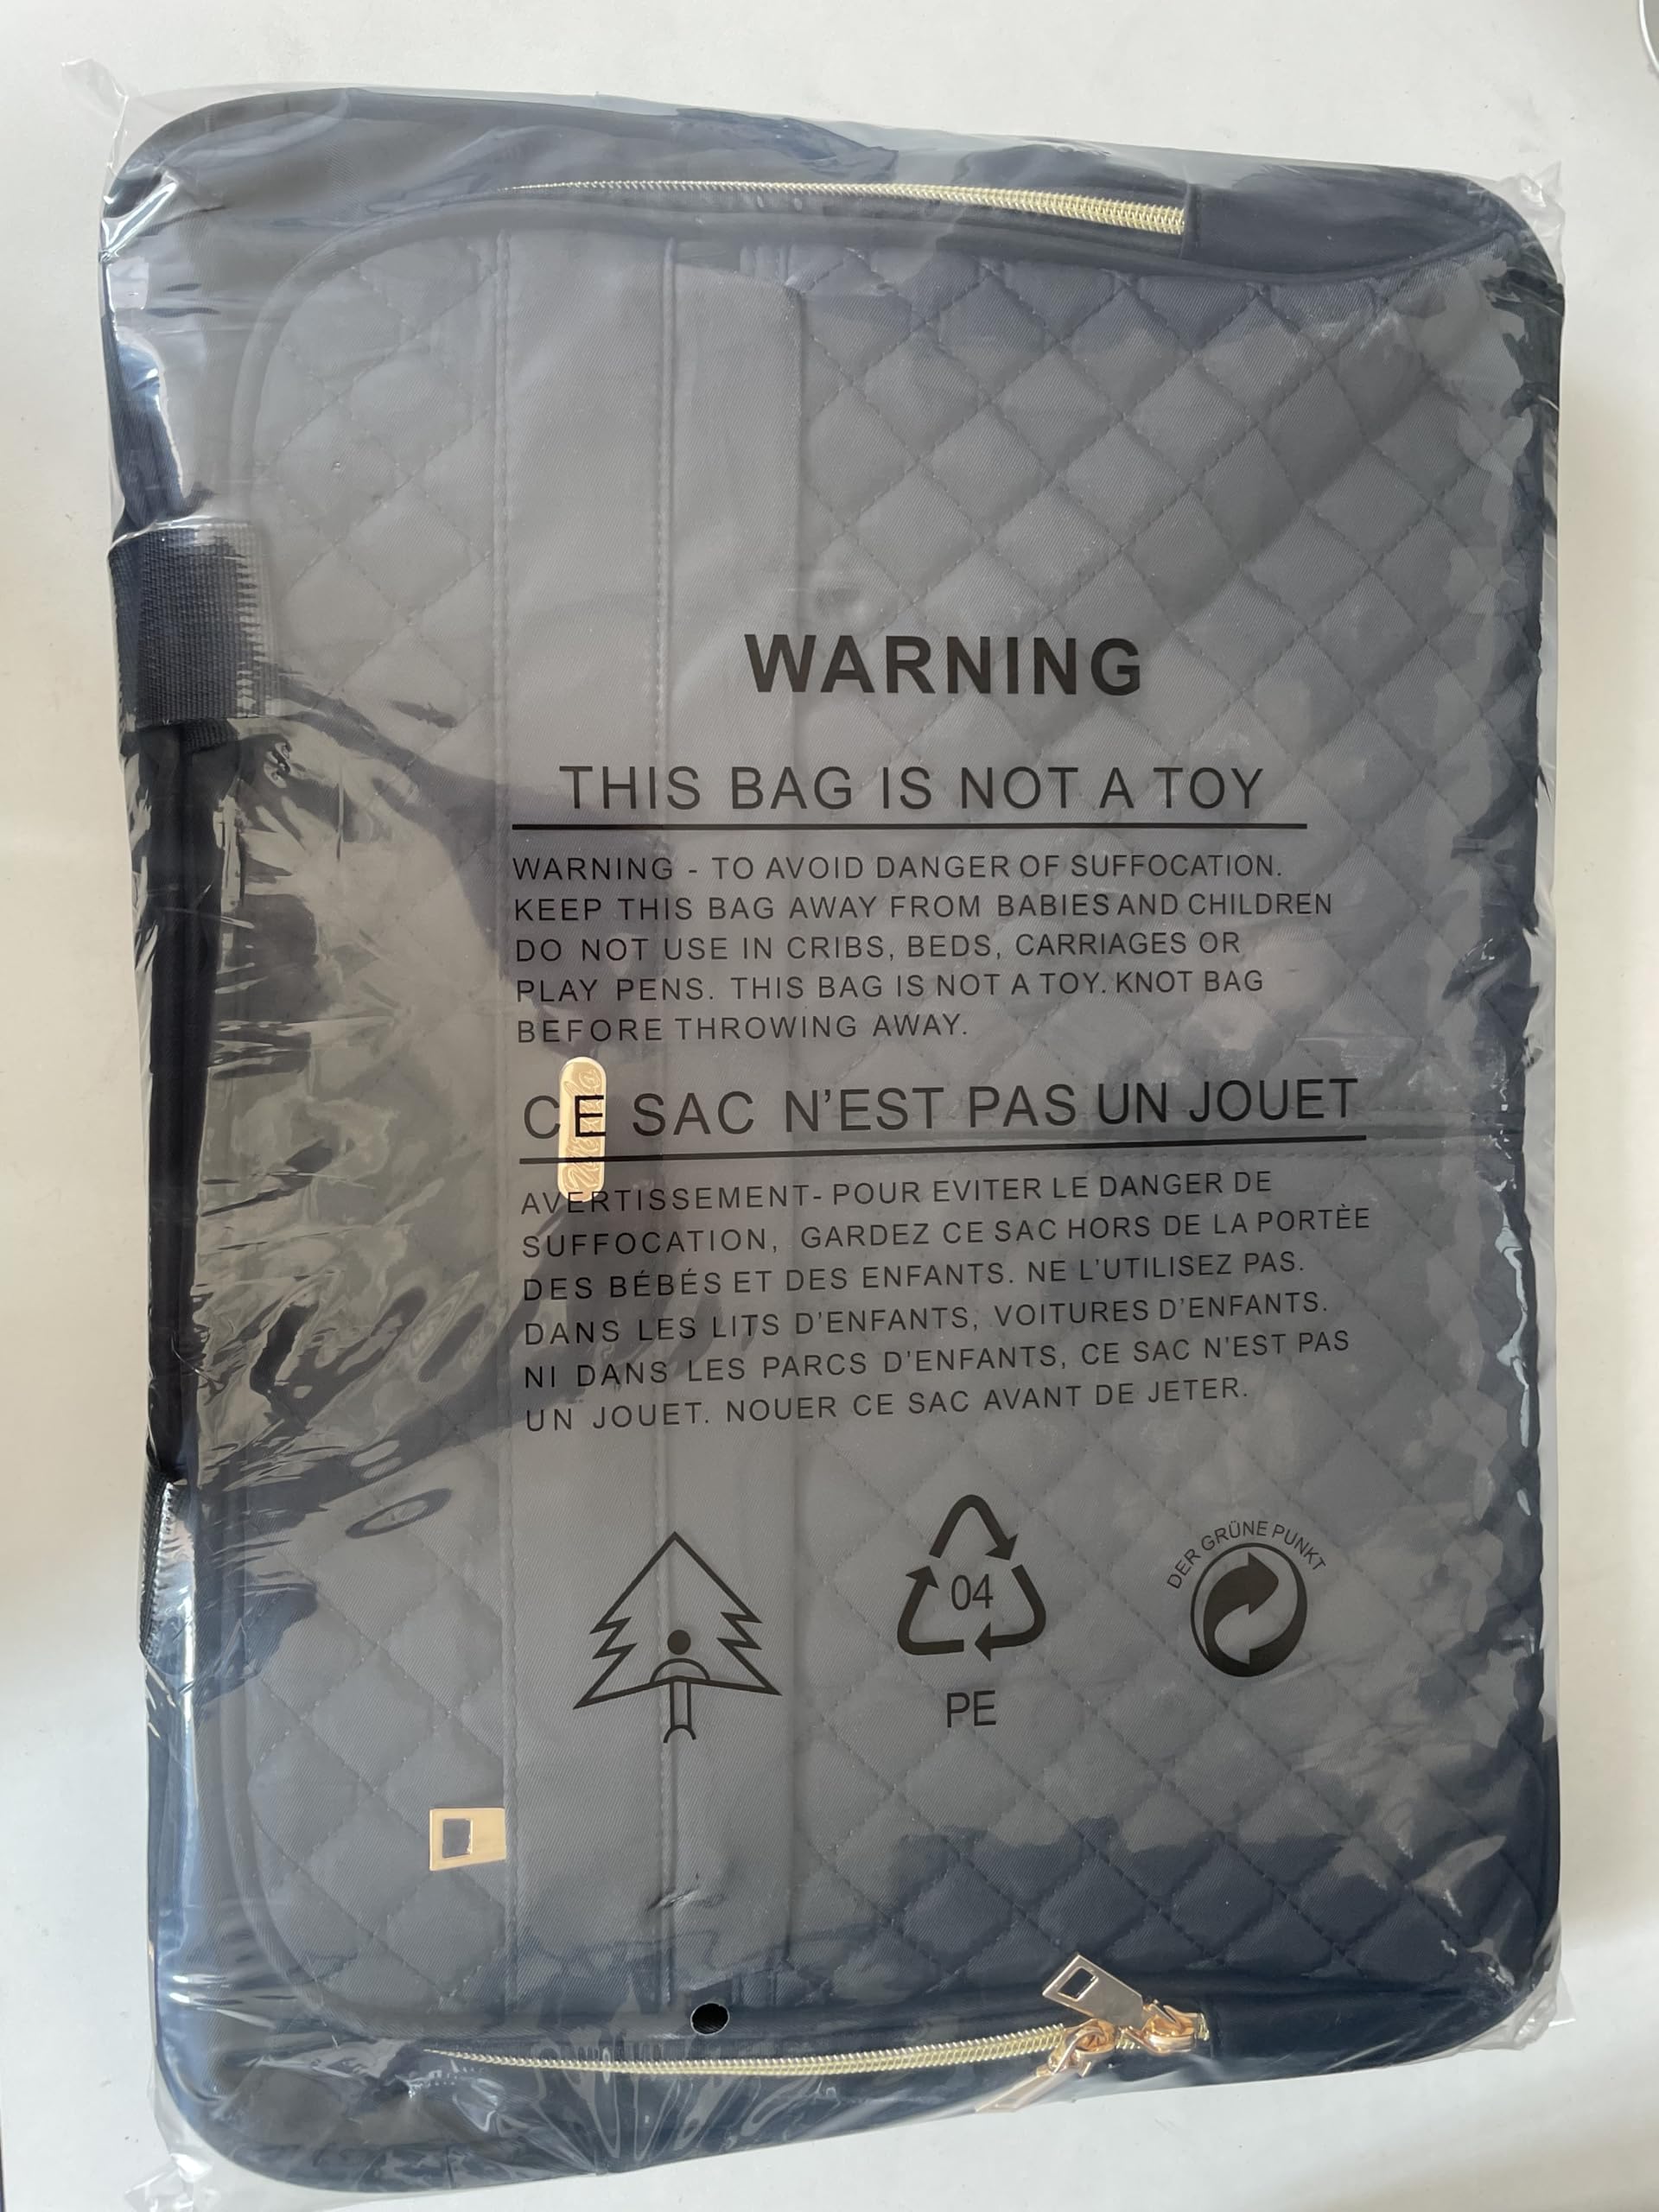 WARNING
THIS BAG IS NOT A TOY
WARNING - TO AVOID DANGER OF SUFFOCATION.
KEEP THIS BAG AWAY FROM BABIES AND CHILDREN
DO NOT USE IN CRIBS, BEDS, CARRIAGES OR
PLAY PENS. THIS BAG IS NOT A TOY. KNOT BAG
BEFORE THROWING AWAY.
CE SAC N'EST PAS UN JOUET
AVERTISSEMENT- POUR EVITER LE DANGER DE
SUFFOCATION, GARDEZ CE SAC HORS DE LA PORTÈE
DES BÉBÉS ET DES ENFANTS. NE L'UTILISEZ PAS.
DANS LES LITS D'ENFANTS, VOITURES D'ENFANTS.
NI DANS LES PARCS D'ENFANTS, CE SAC N'EST PAS
UN JOUET. NOUER CE SAC AVANT DE JETER.
04
PE
DER GRÜNE PUNKT